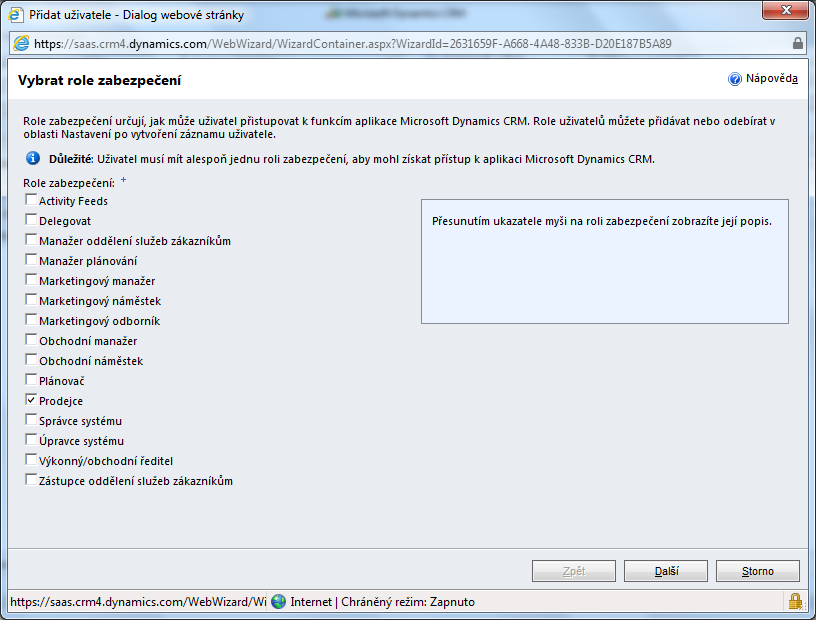 Přidat uživatele - Dialog webové stránky
Microsoft Dynamics CRM
https://saas.crm4.dynamics.com/WebWizard/WizardContainer.aspx?WizardId=2631659F-A668-4A48-833B-D20E187B5A89
Vybrat role zabezpečení
Nápověda
Role zabezpečení určují, jak může uživatel přistupovat k funkcím aplikace Microsoft Dynamics CRM. Role uživatelů můžete přidávat nebo odebírat v
oblasti Nastavení po vytvoření záznamu uživatele.
Důležité: Uživatel musí mít alespoň jednu roli zabezpečení, aby mohl získat přístup k aplikaci Microsoft Dynamics CRM.
Role zabezpečení: +
Activity Feeds
Delegovat
Manažer oddělení služeb zákazníkům
Manažer plánování
Marketingový manažer
Marketingový náměstek
Marketingový odborník
Obchodní manažer
Obchodní náměstek
Plánovač
Prodejce
Správce systému
Úpravce systému
Výkonný/obchodní ředitel
Zástupce oddělení služeb zákazníkům
Přesunutím ukazatele myši na roli zabezpečení zobrazíte její popis.
Zpět
Další
Storno
https://saas.crm4.dynamics.com/WebWizard/Wi
Internet | Chráněný režim: Zapnuto